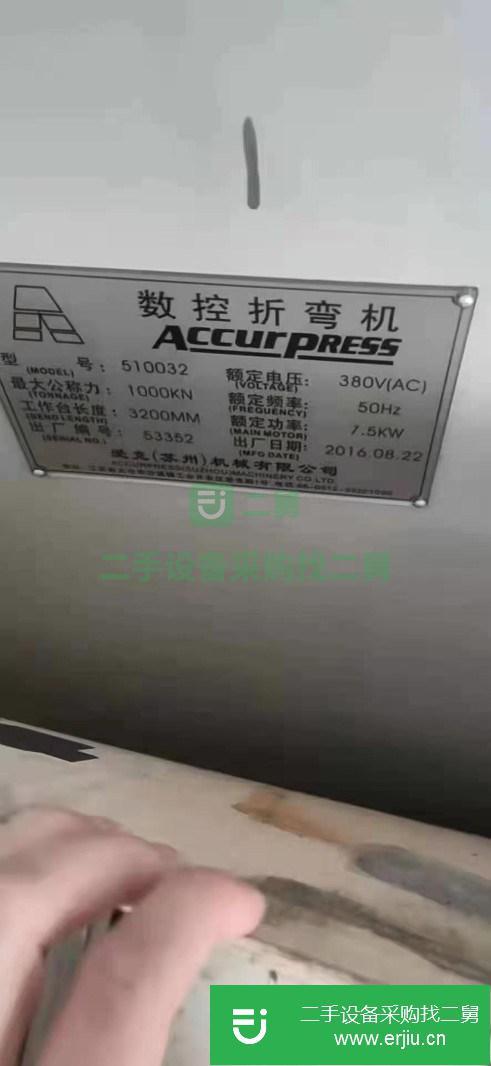 数控折弯机
ACCURPRESS
型 号: 510032
(MODEL)
最大公称力: 1000KN
(TONNAGE)
工作台长度: 3200MM
(BEND LENGTH)
出厂编号: 53352
(SERIAL NO.)
额定电压: 380V(AC)
(VOLTAGE)
额定频率: 50Hz
(FREQUENCY)
额定功率: 7.5KW
(MAIN MOTOR)
出厂日期: 2016.08.22
(MFG DATE)
(苏州)机械有限公司
ACCURPRESS(SUZHOU)MACHINERY CO.LTD.
二舅
二手设备采购找二舅
二手设备采购找二舅
www.erjiu.cn